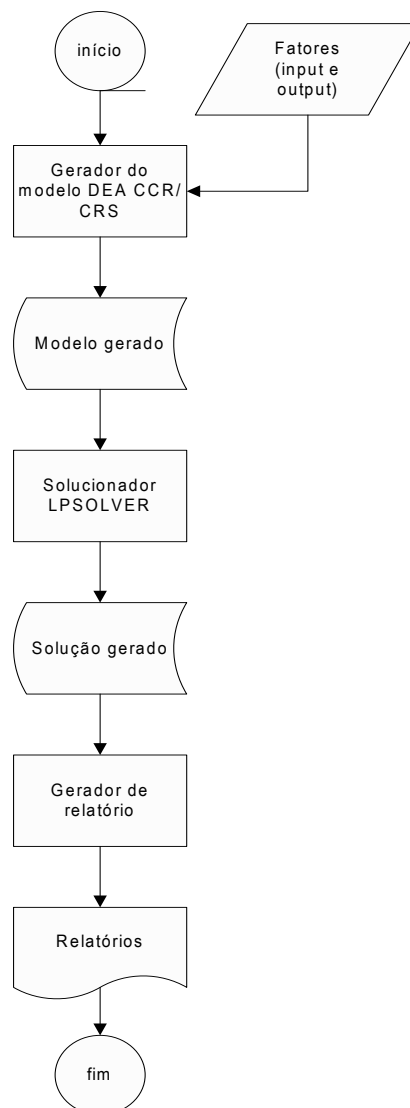 início
Fatores
(input e
output)
Gerador do
modelo DEA CCR/
CRS
Modelo gerado
Solucionador
LPSOLVER
Solução gerado
Gerador de
relatório
Relatórios
fim